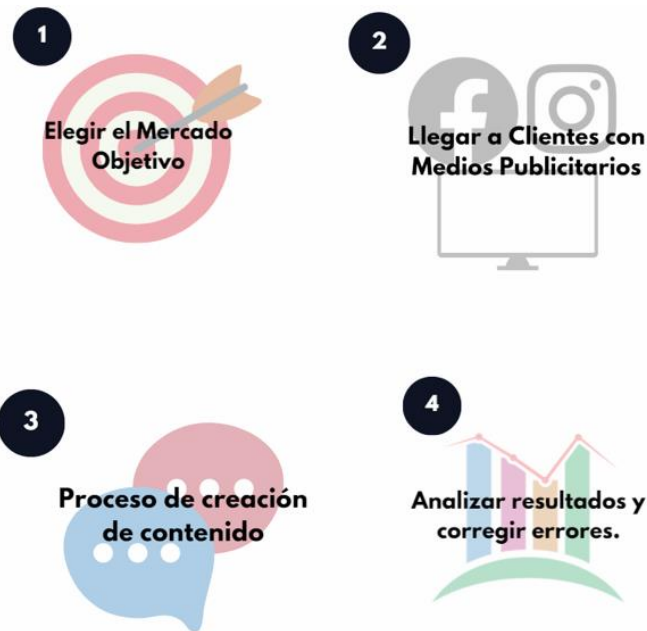 1
Elegir el Mercado
Objetivo
2
Llegar a Clientes con
Medios Publicitarios
3
Proceso de creación
de contenido
4
Analizar resultados y
corregir errores.